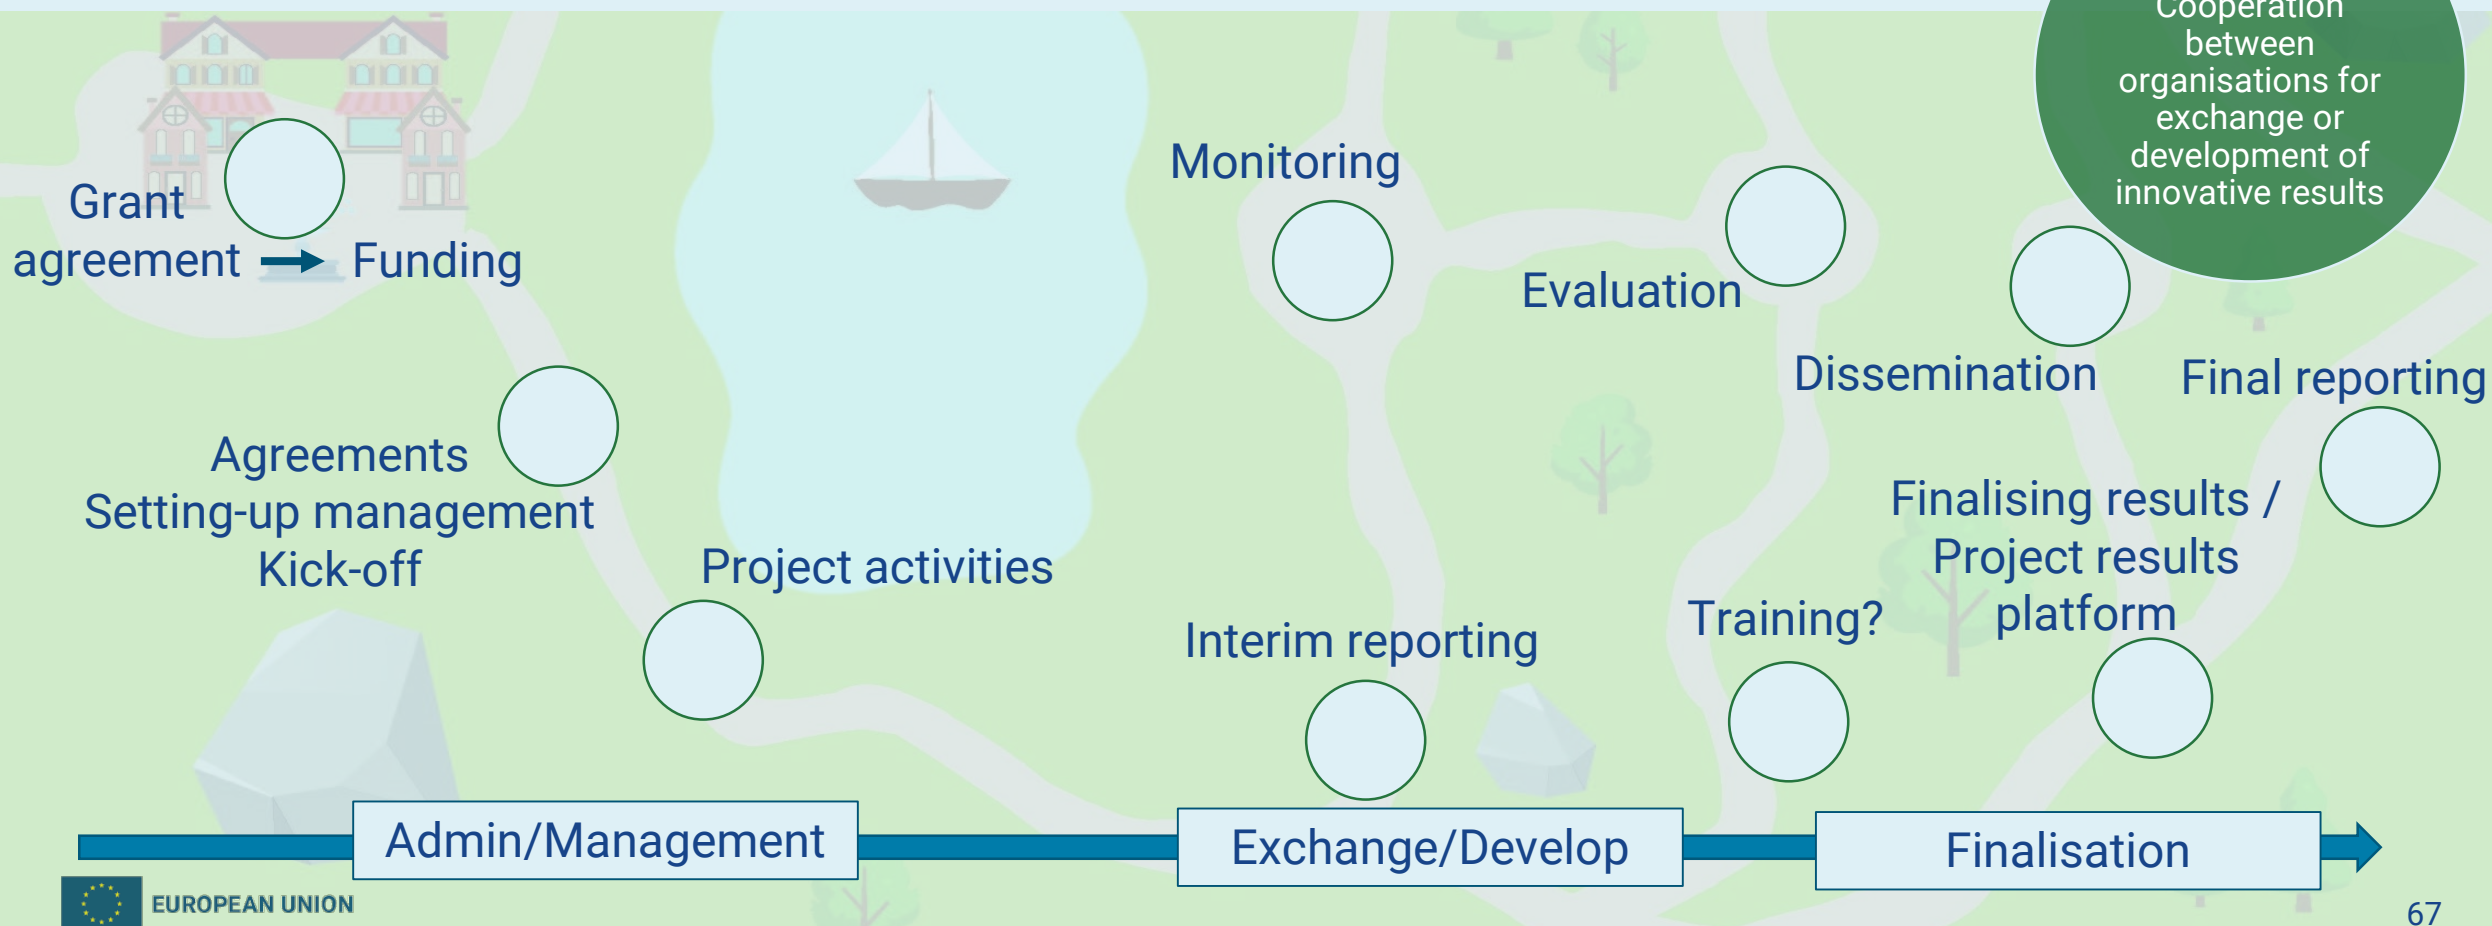 Cooperation
between
organisations for
exchange or
development of
innovative results
Grant
agreement
Funding
Monitoring
Evaluation
Dissemination
Final reporting
Agreements
Setting-up management
Kick-off
Project activities
Interim reporting
Training?
Finalising results /
Project results
platform
Admin/Management
Exchange/Develop
Finalisation
EUROPEAN UNION
67